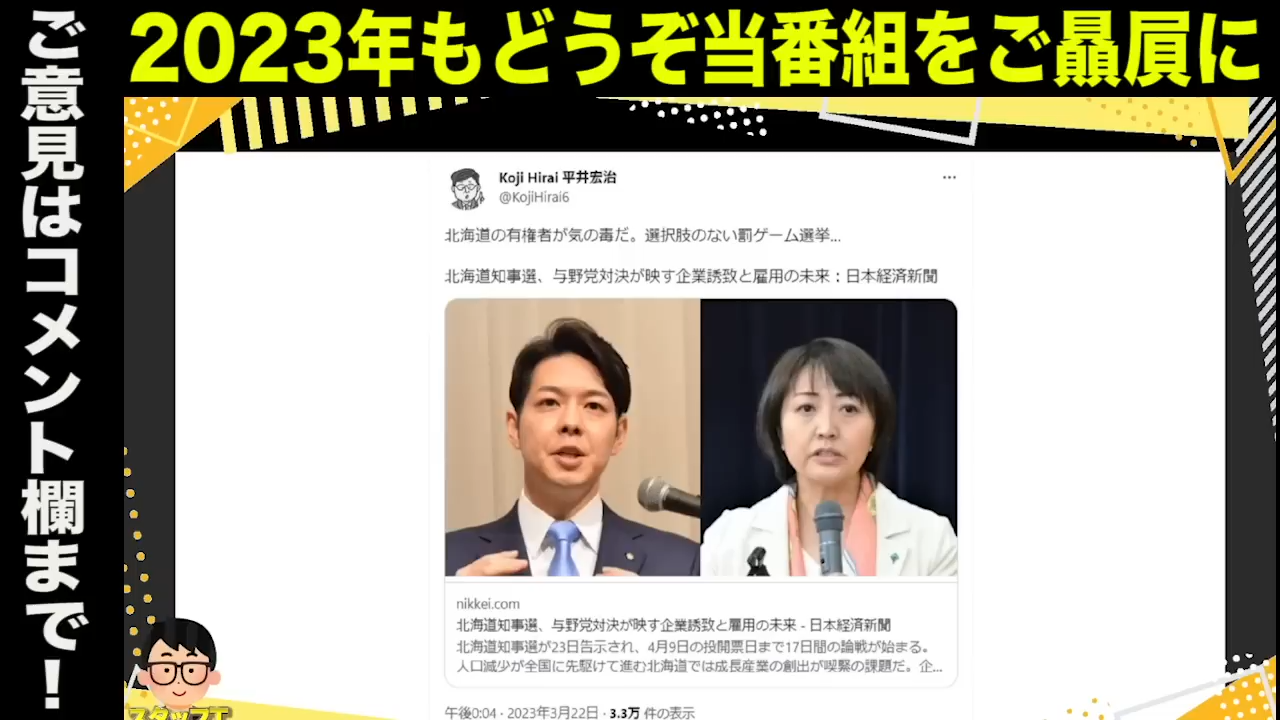 2023年もどうぞ当番組をご贔屓に
ご意見はコメント欄まで!
Koji Hirai 平井宏治
@KojiHirai6
北海道の有権者が気の毒だ。選択肢のない罰ゲーム選挙...
北海道知事選、与野党対決が映す企業誘致と雇用の未来：日本経済新聞
nikkei.com
北海道知事選、与野党対決が映す企業誘致と雇用の未来 - 日本経済新聞
北海道知事選が23日告示され、4月9日の投開票日まで17日間の論戦が始まる。
人口減少が全国に先駆けて進む北海道では成長産業の創出が喫緊の課題だ。企...
午後0:04 · 2023年3月22日 · 3.3万 件の表示
スタッフT